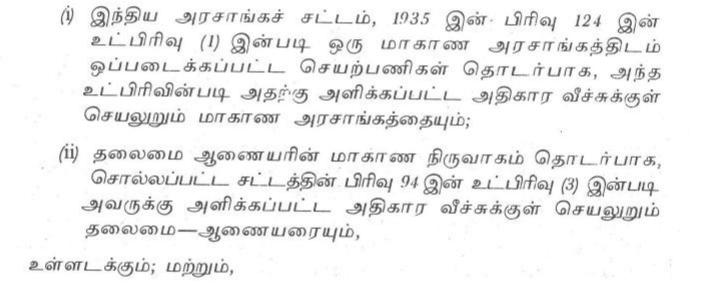 (i) இந்திய அரசாங்கச் சட்டம், 1935 இன் பிரிவு 124 இன்
உட்பிரிவு (1) இன்படி ஒரு மாகாண அரசாங்கத்திடம்
ஒப்படைக்கப்பட்ட செயற்பணிகள் தொடர்பாக, அந்த
உட்பிரிவின்படி அதற்கு அளிக்கப்பட்ட அதிகார வீச்சுக்குள்
செயலுறும் மாகாண அரசாங்கத்தையும்;
(ii) தலைமை ஆணையரின் மாகாண நிருவாகம் தொடர்பாக,
சொல்லப்பட்ட சட்டத்தின் பிரிவு 94 இன் உட்பிரிவு (3) இன்படி
அவருக்கு அளிக்கப்பட்ட அதிகார வீச்சுக்குள் செயலுறும்
தலைமை—ஆணையரையும்,
உள்ளடக்கும்; மற்றும்,